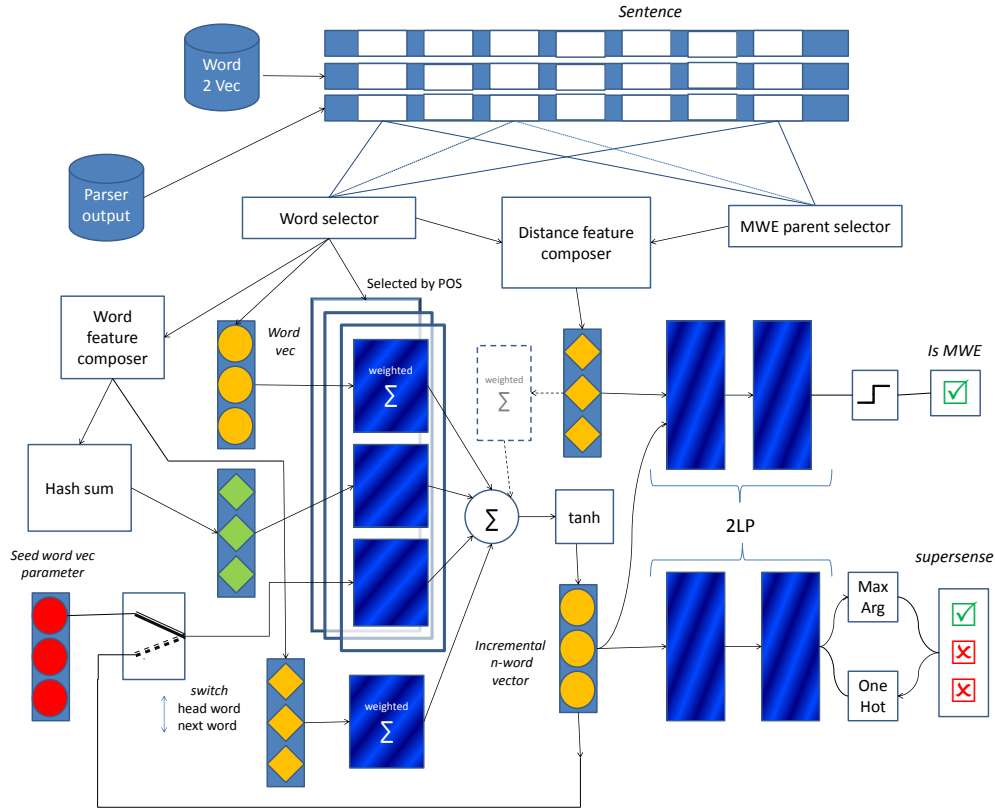 Sentence
Word
2 Vec
Parser
output
Word selector
Distance feature
composer
MWE parent selector
Selected by POS
Word
feature
composer
Word
vec
weighted
∑
weighted
∑
Is MWE
Hash sum
∑
tanh
2LP
Seed word vec
parameter
supersense
Max
Arg
Incremental
n-word
vector
One
Hot
switch
head word
next word
weighted
∑